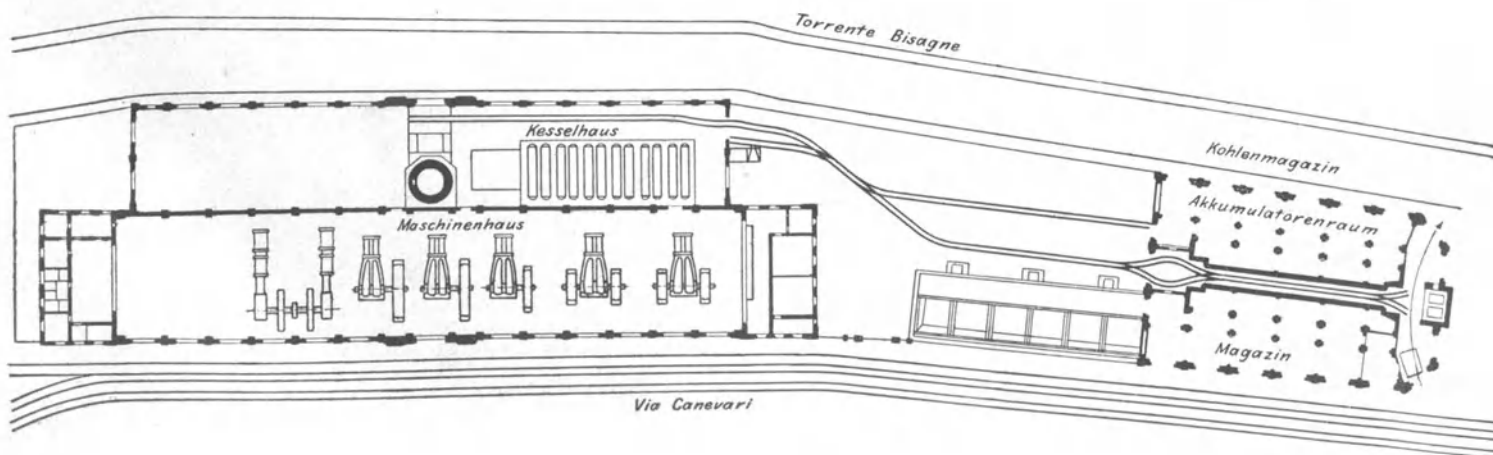 Torrente Bisagne
Kesselhaus
Kohlenmagazin
Akkumulatorenraum
Maschinenhaus
Magazin
Via Canevari